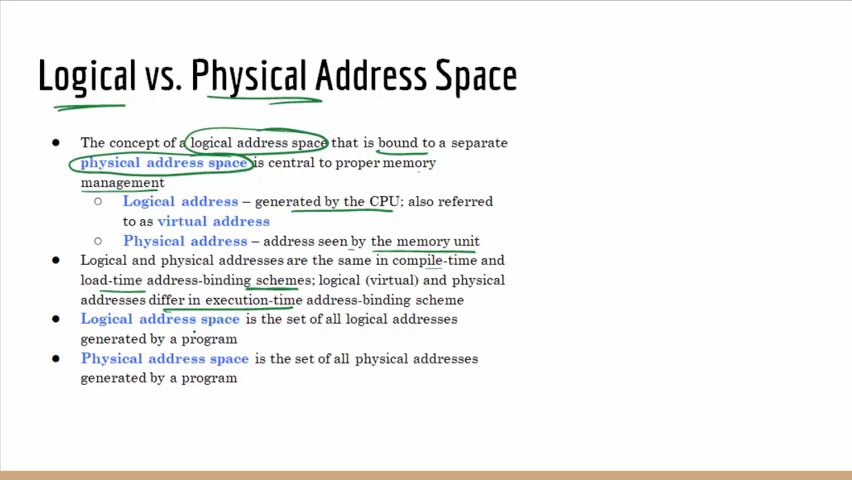 Logical vs. Physical Address Space
● The concept of a logical address space that is bound to a separate
physical address space is central to proper memory
management
○ Logical address – generated by the CPU; also referred
to as virtual address
○ Physical address – address seen by the memory unit
● Logical and physical addresses are the same in compile-time and
load-time address-binding schemes; logical (virtual) and physical
addresses differ in execution-time address-binding scheme
● Logical address space is the set of all logical addresses
generated by a program
● Physical address space is the set of all physical addresses
generated by a program